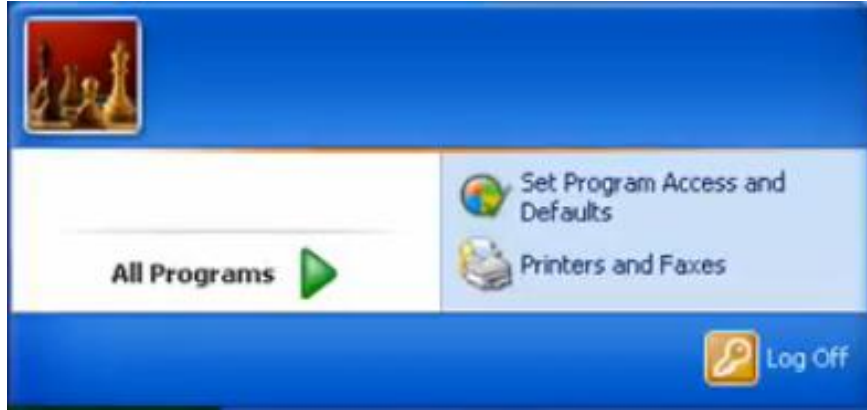 Set Program Access and
Defaults
All Programs
Printers and Faxes
Log Off